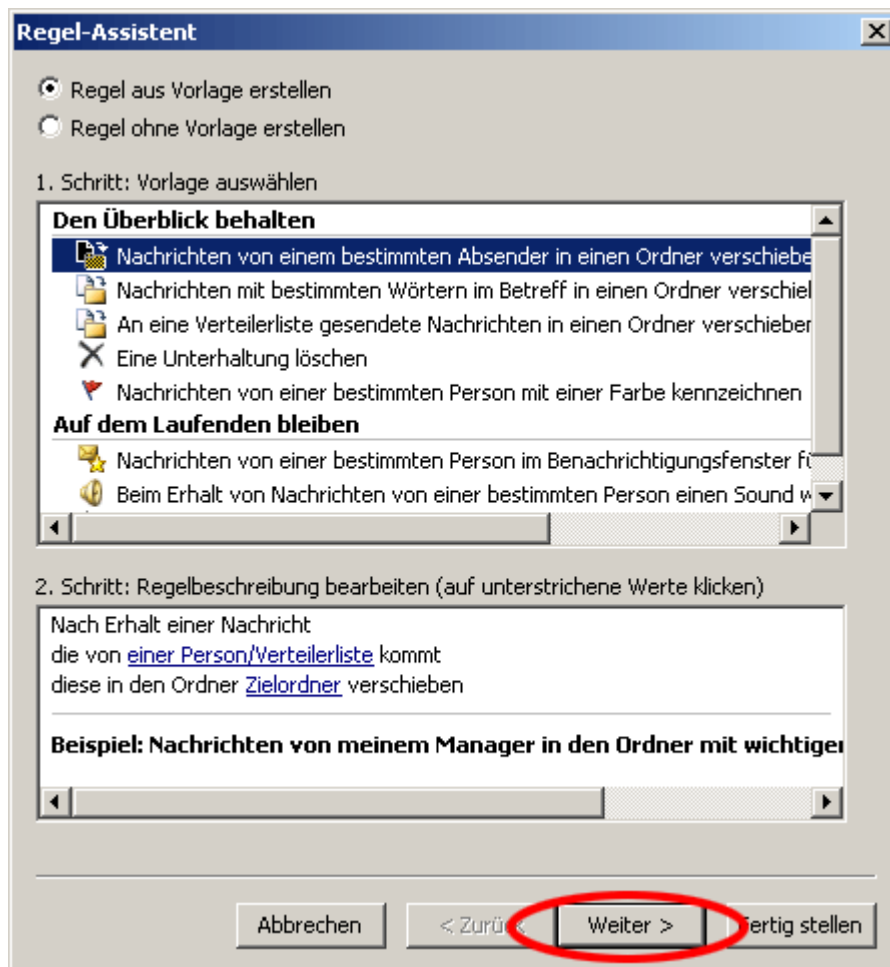 Regel-Assistent
Regel aus Vorlage erstellen
Regel ohne Vorlage erstellen
1. Schritt: Vorlage auswählen
Den Überblick behalten
Nachrichten von einem bestimmten Absender in einen Ordner verschiebe
Nachrichten mit bestimmten Wörtern im Betreff in einen Ordner verschie
An eine Verteilerliste gesendete Nachrichten in einen Ordner verschieben
Eine Unterhaltung löschen
Nachrichten von einer bestimmten Person mit einer Farbe kennzeichnen
Auf dem Laufenden bleiben
Nachrichten von einer bestimmten Person im Benachrichtigungsfenster fü
Beim Erhalt von Nachrichten von einer bestimmten Person einen Sound w
2. Schritt: Regelbeschreibung bearbeiten (auf unterstrichene Werte klicken)
Nach Erhalt einer Nachricht
die von einer Person/Verteilerliste kommt
diese in den Ordner Zielordner verschieben
Beispiel: Nachrichten von meinem Manager in den Ordner mit wichtigen
Abbrechen < Zurück Weiter > Fertig stellen